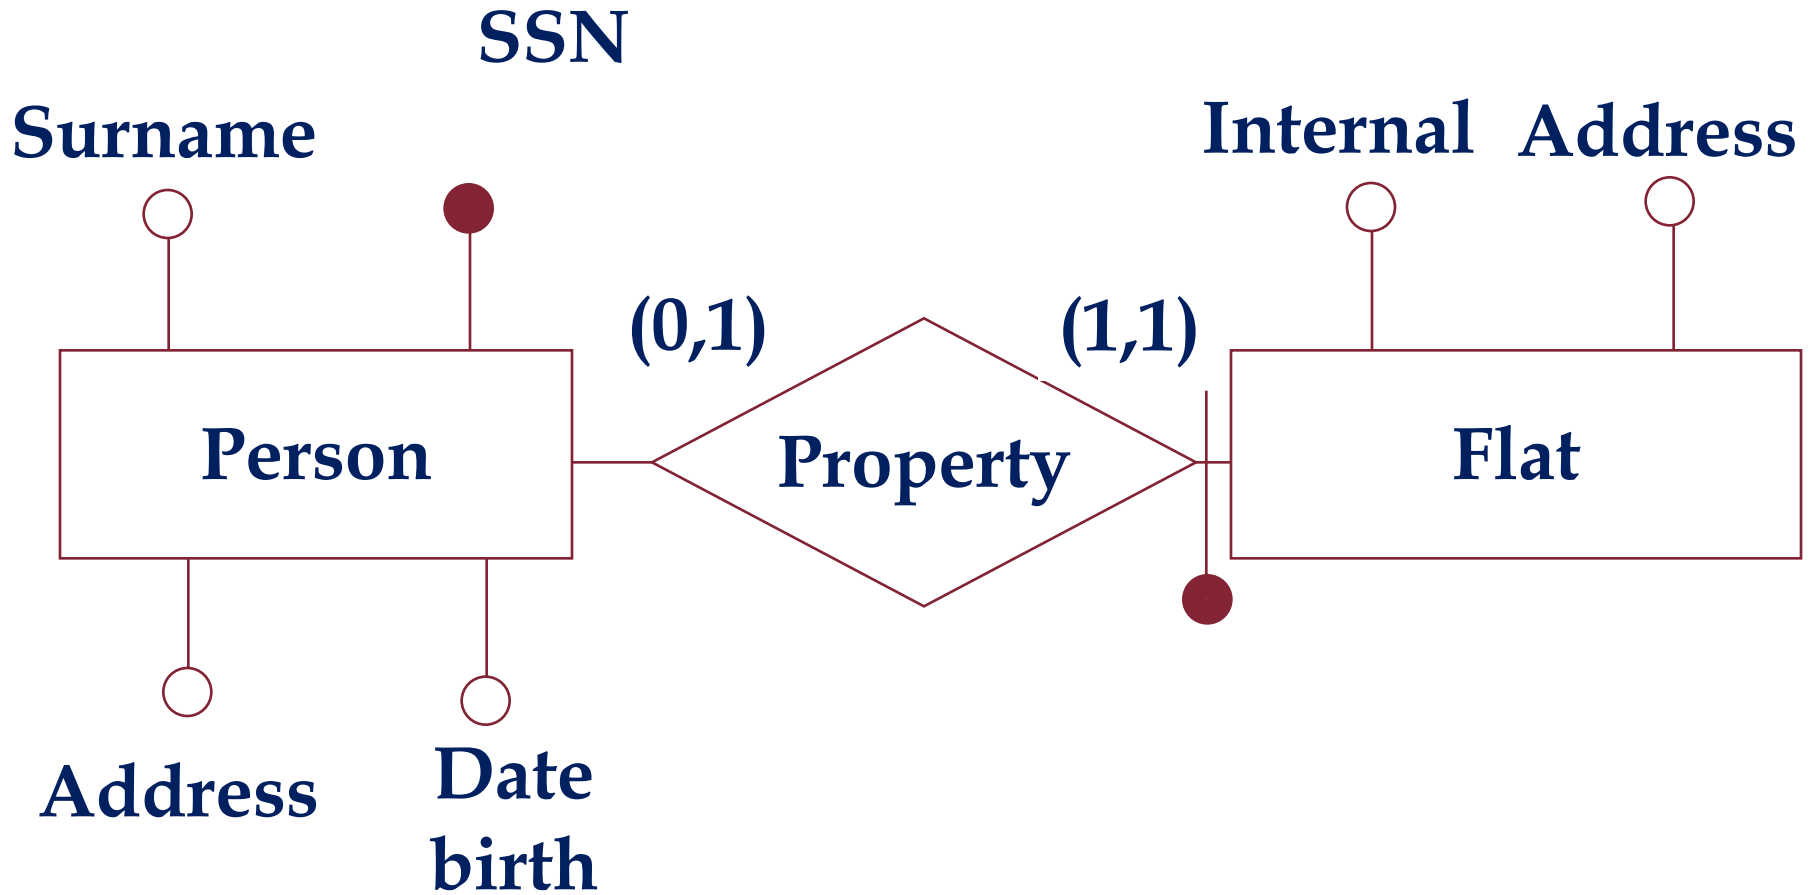 SSN
Surname
Internal
Address
(0,1)
(1,1)
Person
Property
Flat
Address
Date
birth